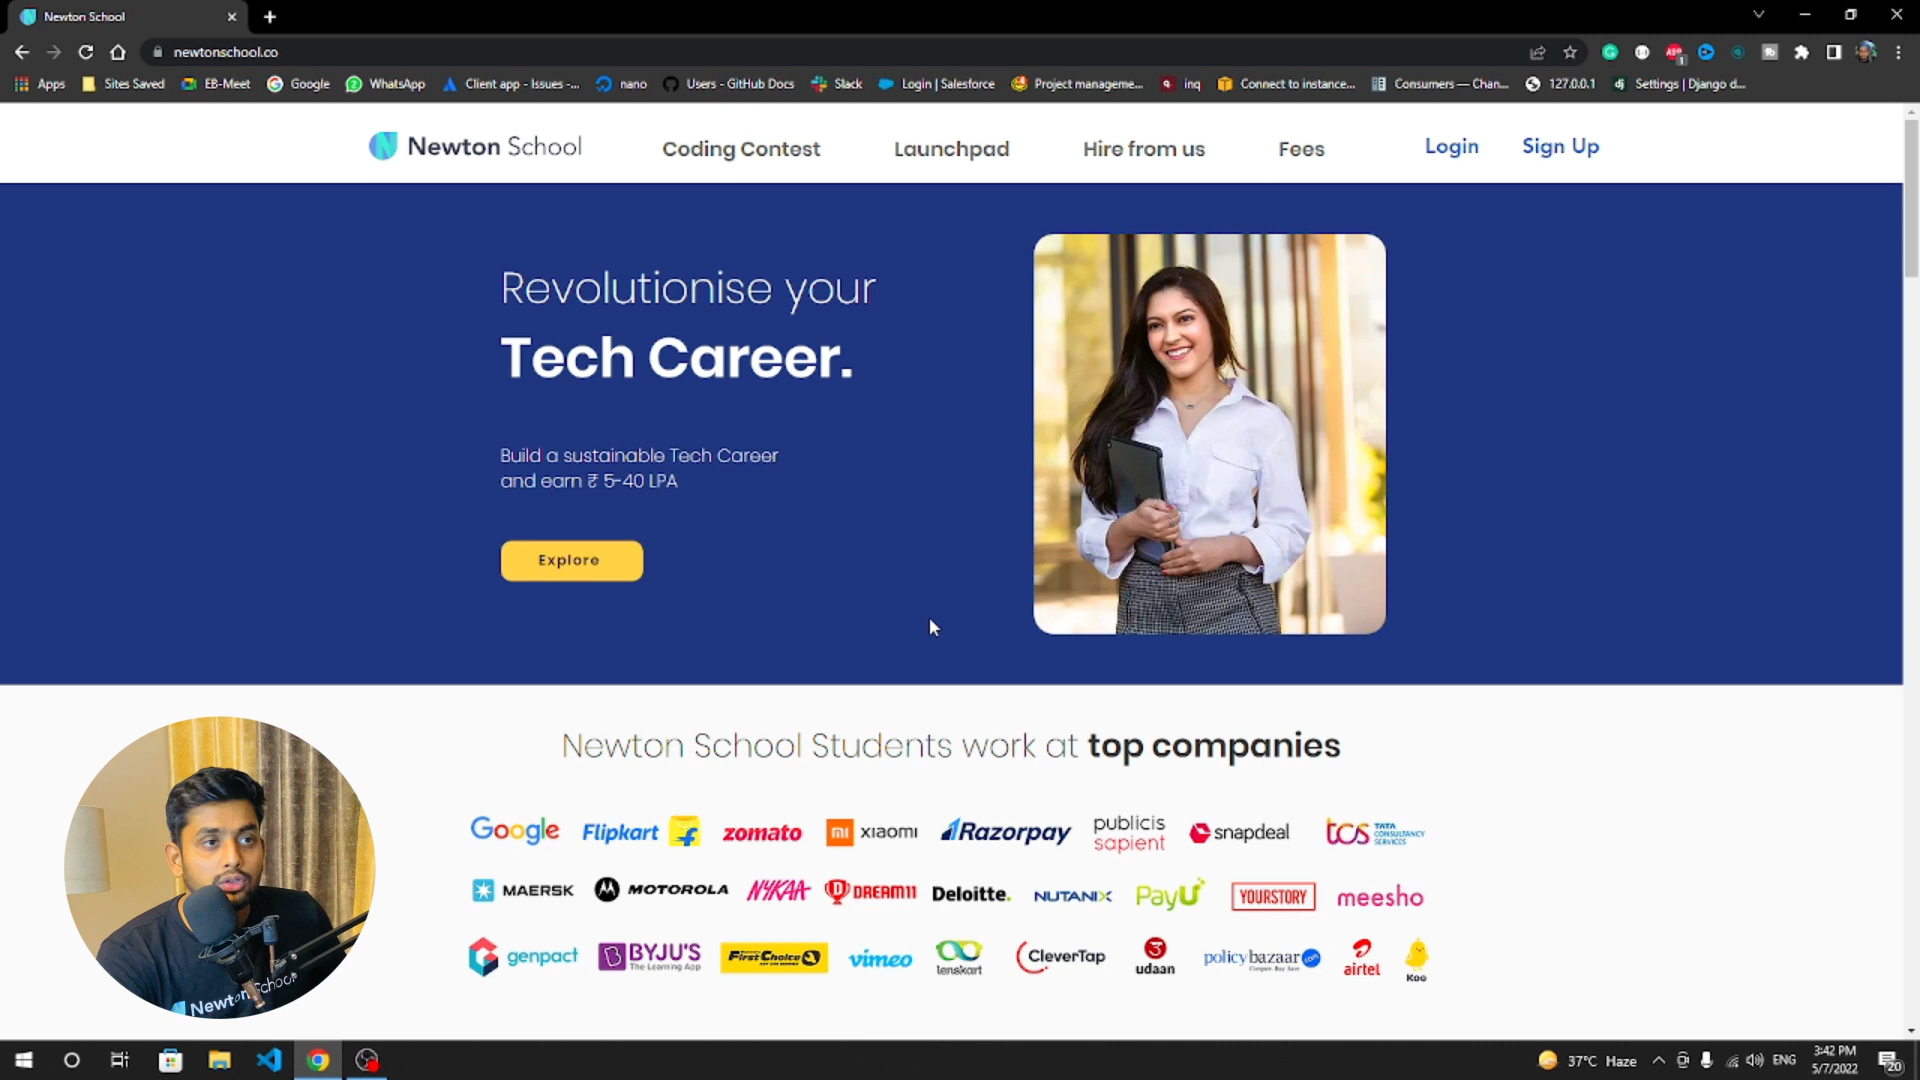 Newton School
newtonschool.co
Apps
Sites Saved
EB-Meet
Google
WhatsApp
Client app - Issues -...
nano
Users - GitHub Docs
Slack
Login | Salesforce
Project manageme...
inq
Connect to instance...
Consumers — Chan...
127.0.0.1
Settings | Django d...
Newton School
Coding Contest
Launchpad
Hire from us
Fees
Login
Sign Up
Revolutionise your
Tech Career.
Build a sustainable Tech Career
and earn ₹ 5-40 LPA
Explore
Newton School Students work at top companies
Google
Flipkart
zomato
mi xiaomi
Razorpay
publicis
sapient
snapdeal
tcs TATA
CONSULTANCY
SERVICES
MAERSK
MOTOROLA
NYKAA
DREAM11
Deloitte.
NUTANIX
PayU
YOURSTORY
meesho
genpact
BYJU'S
The Learning App
First Choice
vimeo
lenskart
CleverTap
udaan
policybazaar
airtel
Koo
Newton School
37°C Haze
ENG
3:42 PM
5/7/2022
20